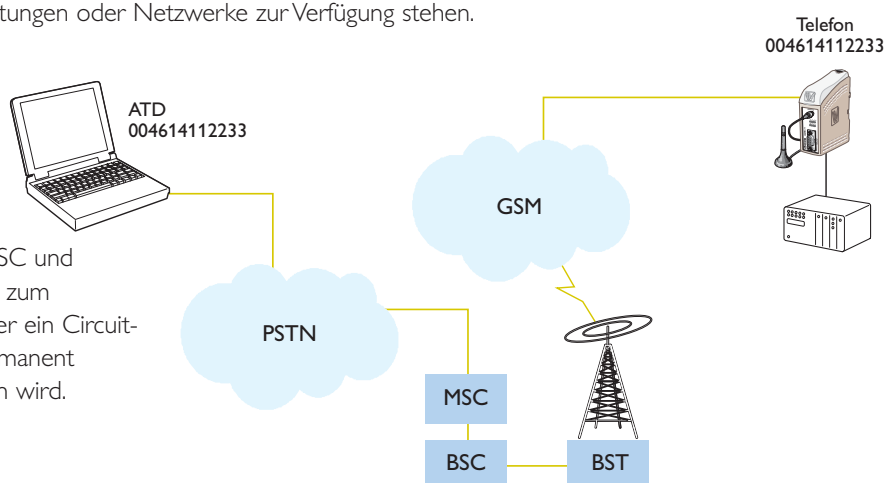 tungen oder Netzwerke zur Verfügung stehen.
Telefon
004614112233
ATD
004614112233
GSM
SC und
zum
er ein Circuit-
manent
n wird.
PSTN
MSC
BSC
BST